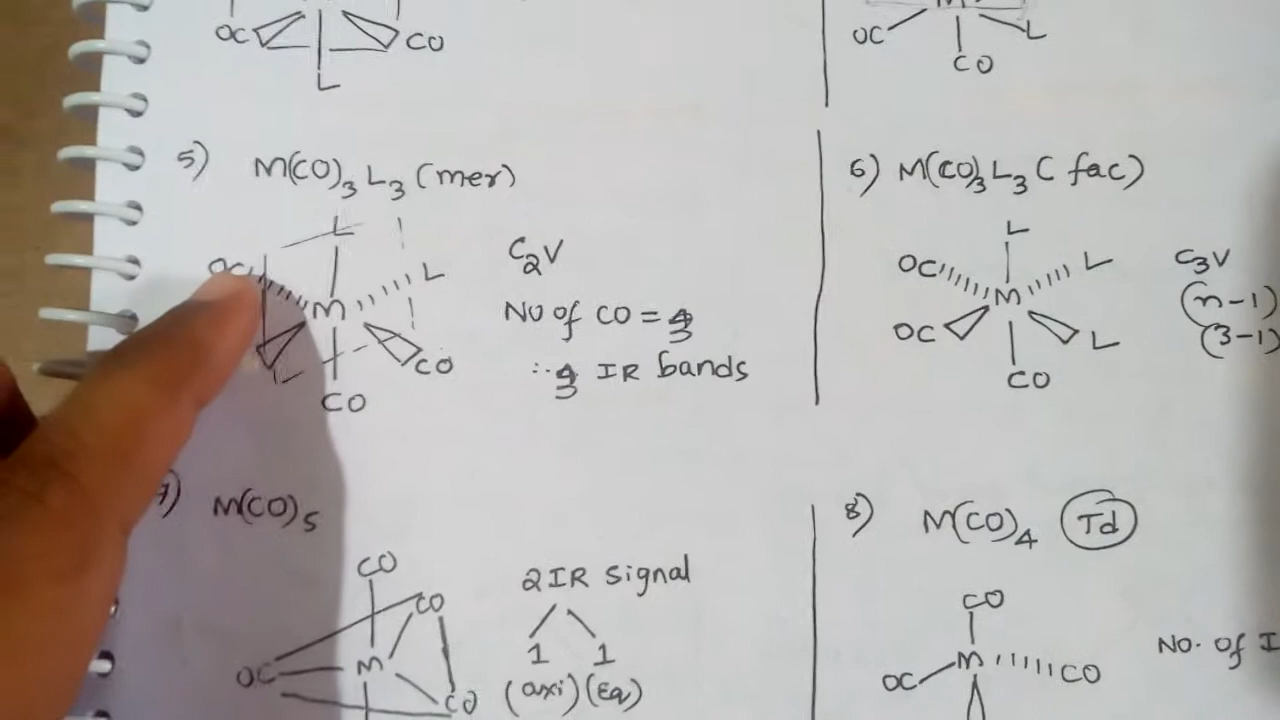 OC CO
L
OC L
CO
5) M(CO)3L3 (mer)
L
OC L
M
L CO
CO
C2V
No of CO = 3
∴ 3 IR bands
6) M(CO)3L3 ( fac)
L
OC L
M
OC L
CO
C3V
(n-1)
(3-1)
7) M(CO)5
CO
CO
OC M
CO
2 IR signal
1 1
(axi) (Eq)
8) M(CO)4 (Td)
CO
M
OC CO
No. of I